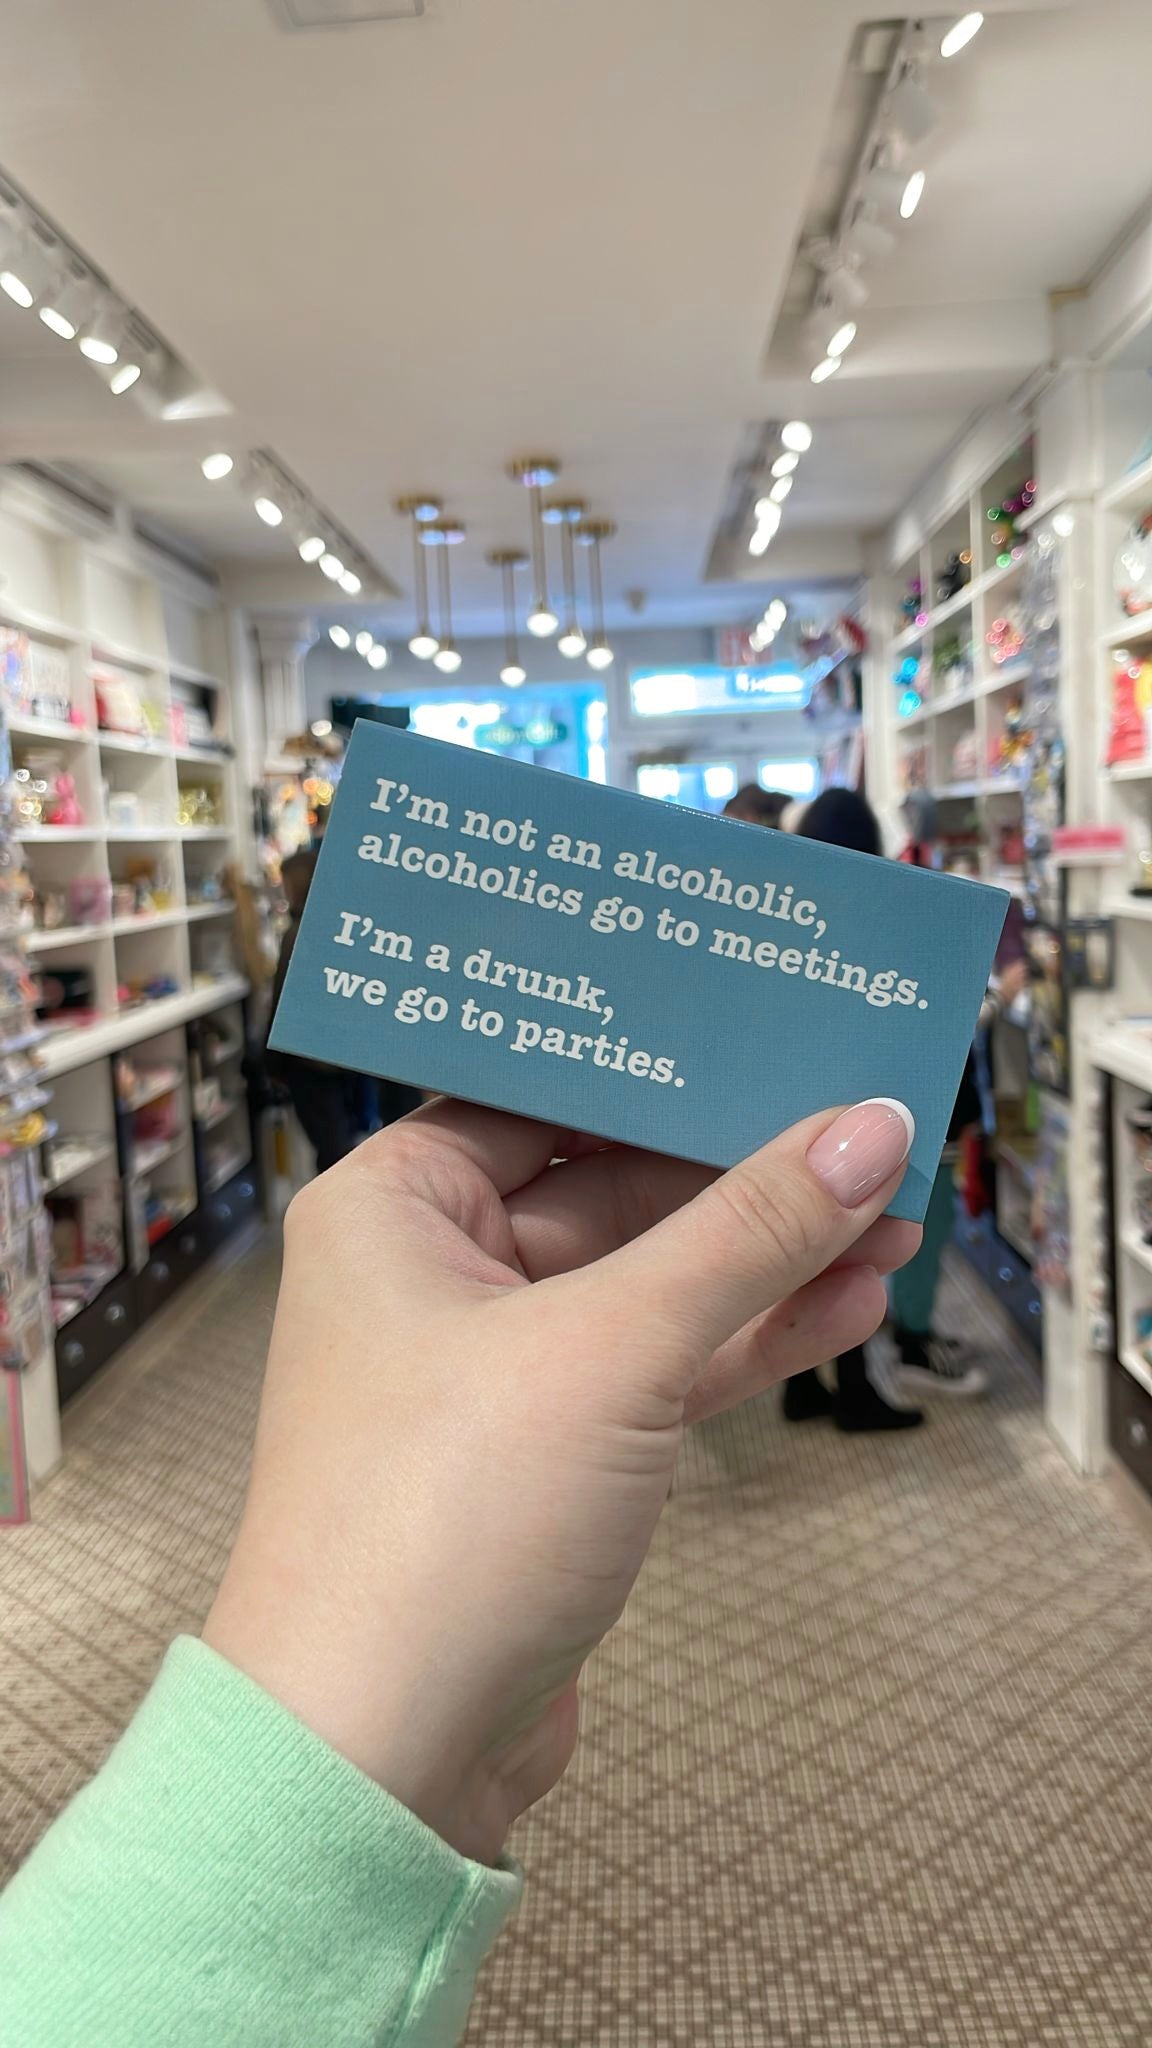 I'm not an alcoholic,
alcoholics go to meetings.
I'm a drunk,
we go to parties.